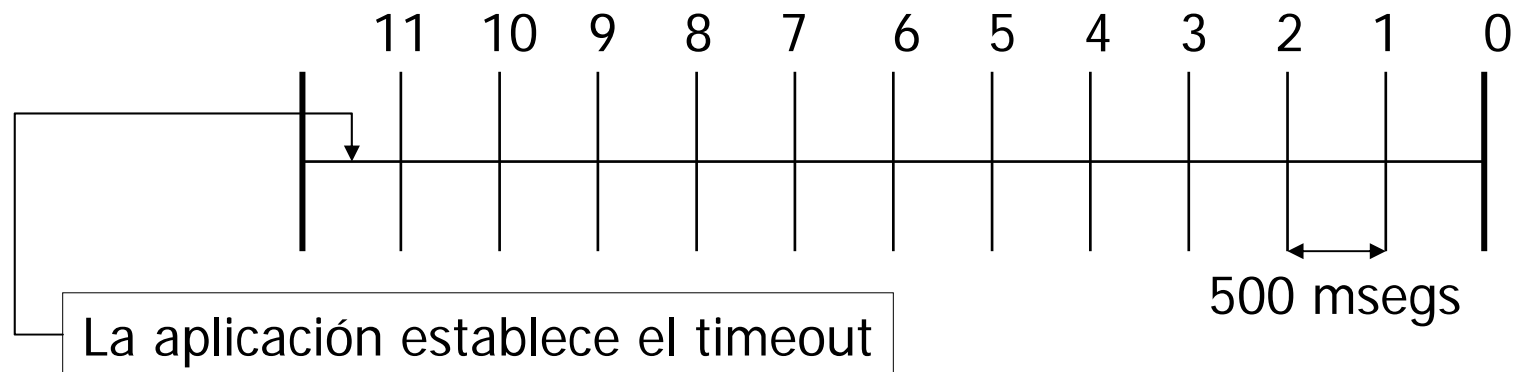 11 10 9 8 7 6 5 4 3 2 1 0
500 msegs
La aplicación establece el timeout